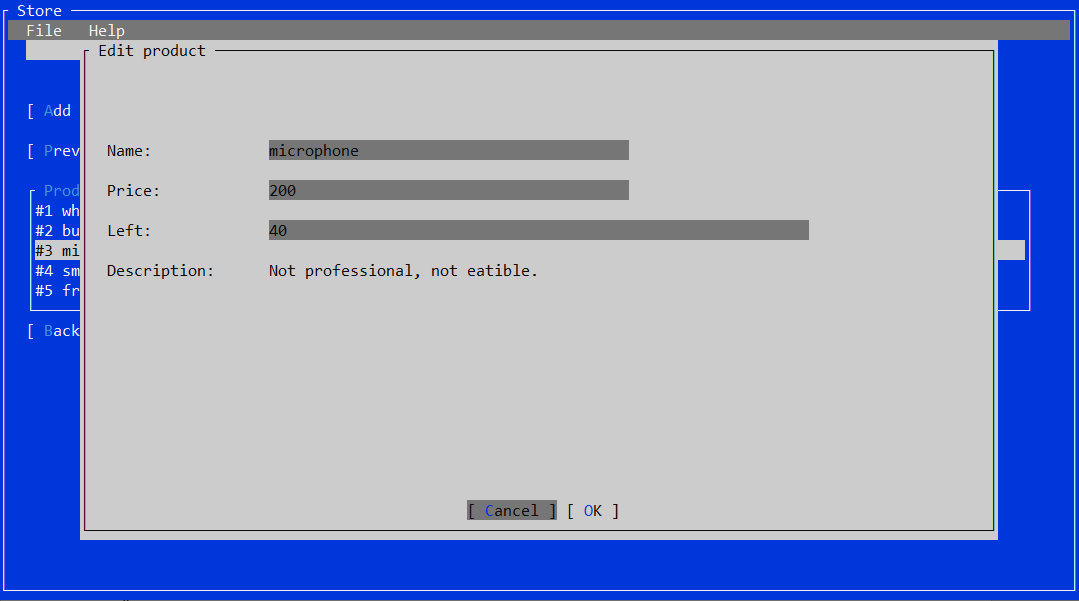 Store
File Help
Edit product
[ Add
[ Prev
Name: microphone
Prod
Price: 200
#1 wh
#2 bu
Left: 40
#3 mi
#4 sm
Description: Not professional, not eatible.
#5 fr
[ Back
[ Cancel ] [ OK ]